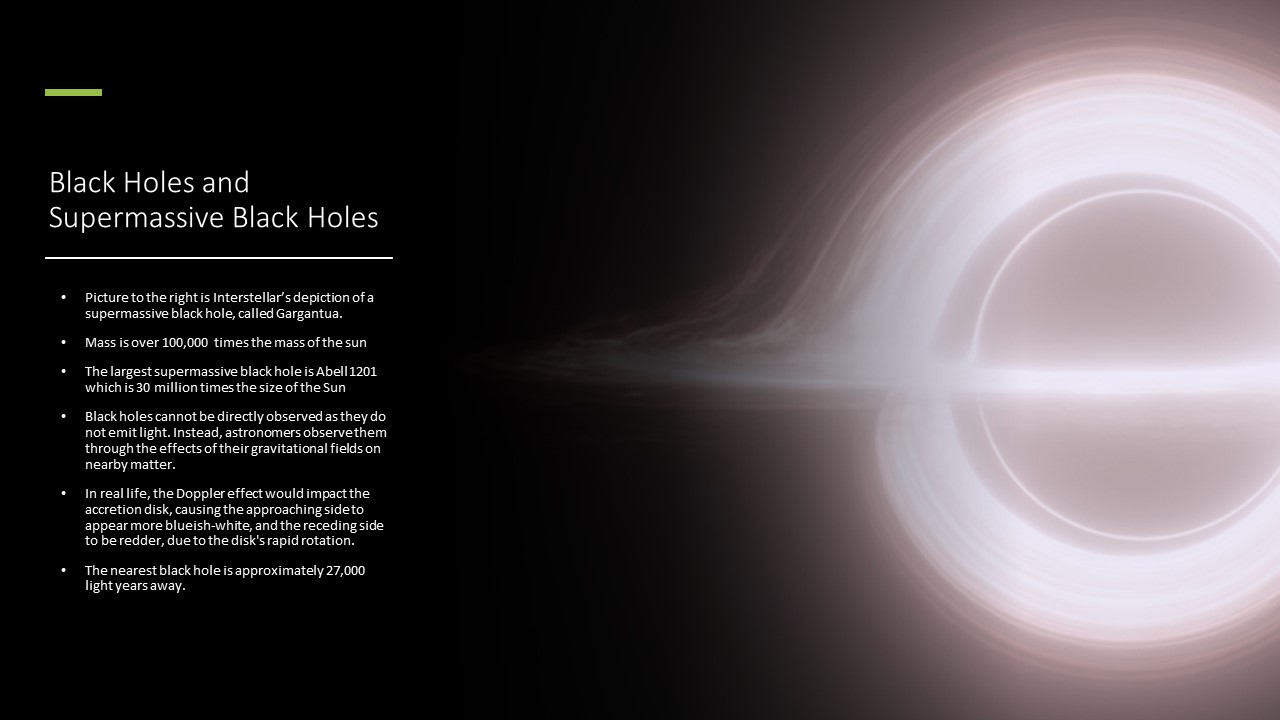 Black Holes and
Supermassive Black Holes
• Picture to the right is Interstellar's depiction of a
supermassive black hole, called Gargantua.
• Mass is over 100,000  times the mass of the sun
• The largest supermassive black hole is Abell 1201
which is 30 million times the size of the Sun
• Black holes cannot be directly observed as they do
not emit light. Instead, astronomers observe them
through the effects of their gravitational fields on
nearby matter.
• In real life, the Doppler effect would impact the
accretion disk, causing the approaching side to
appear more blueish-white, and the receding side
to be redder, due to the disk's rapid rotation.
• The nearest black hole is approximately 27,000
light years away.